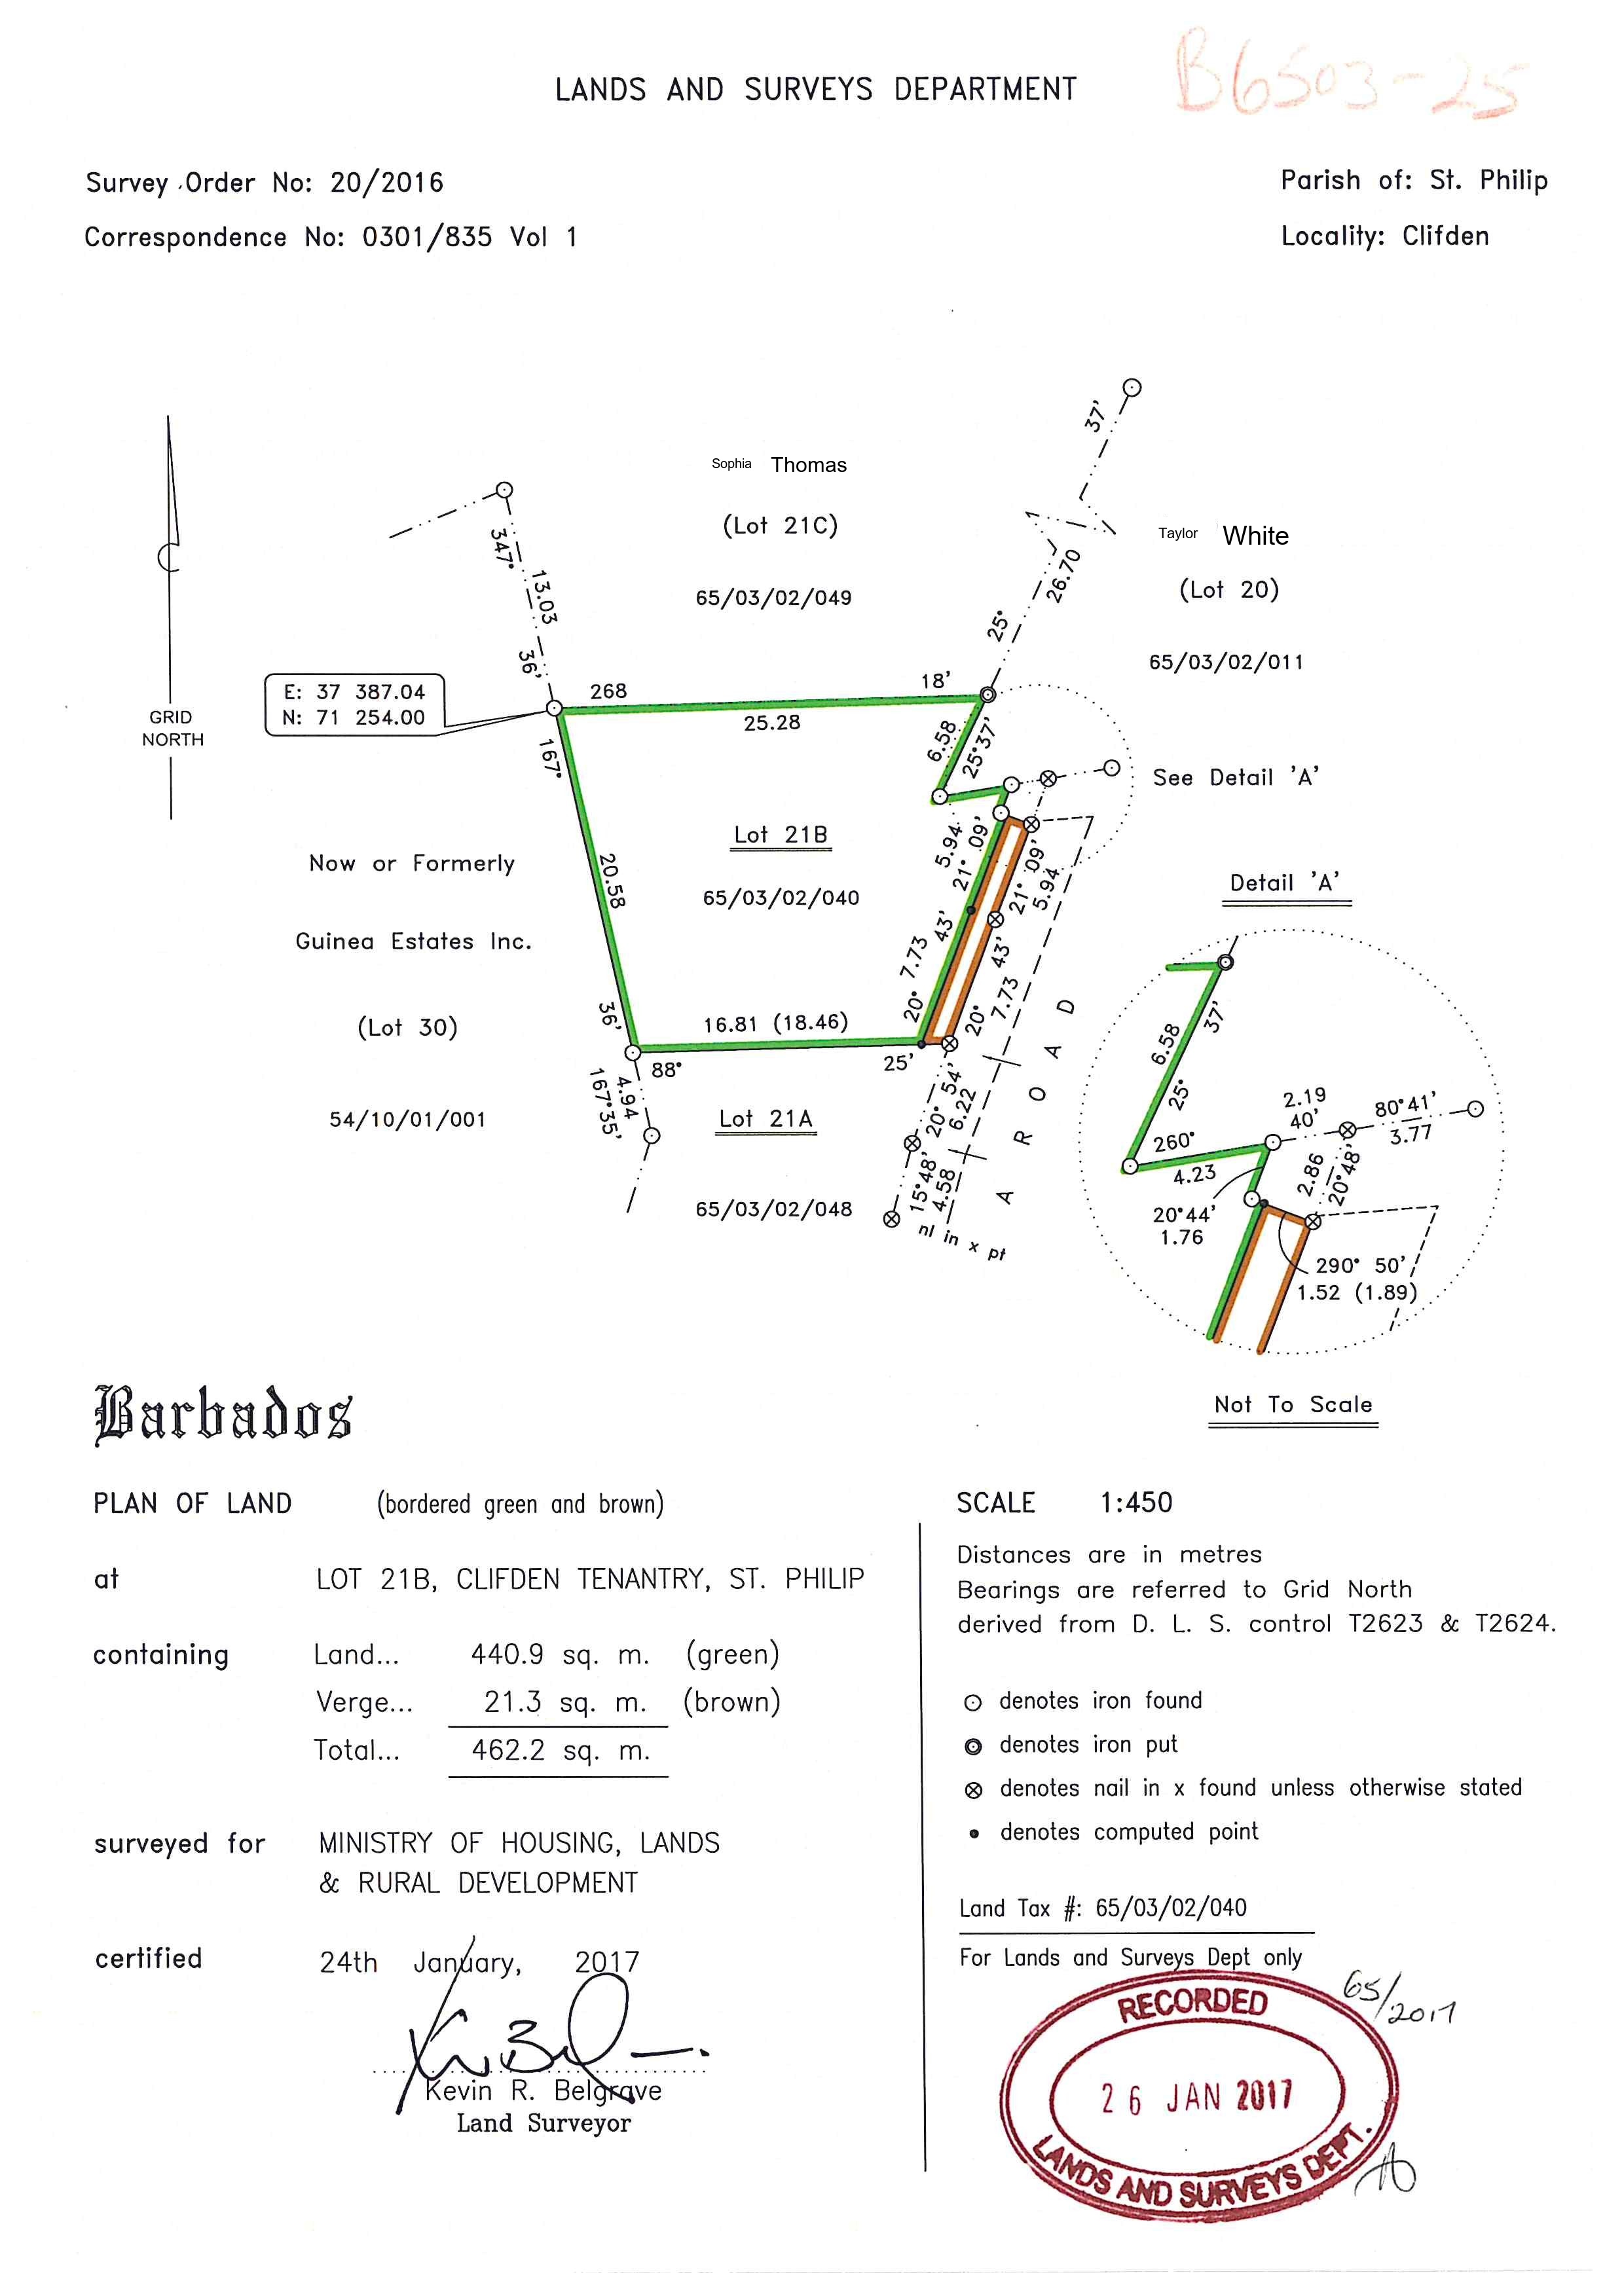 B6503-25
LANDS AND SURVEYS DEPARTMENT
Survey Order No: 20/2016
Parish of: St. Philip
Correspondence No: 0301/835 Vol 1
Locality: Clifden
37'
Sophia Thomas
(Lot 21C)
65/03/02/049
Taylor White
(Lot 20)
65/03/02/011
26.70
25°
347°
13.03
36'
E: 37 387.04
N: 71 254.00
GRID
NORTH
268
18'
25.28
167°
6.58
25°37'
See Detail 'A'
Lot 21B
65/03/02/040
Now or Formerly
Guinea Estates Inc.
(Lot 30)
54/10/01/001
20.58
36'
5.94
21° 09'
21° 09'
5.94
7.73
43'
20°
43'
7.73
20°
16.81 (18.46)
88°
25'
4.94
167°35'
Lot 21A
65/03/02/048
20° 54'
6.22
15°48'
4.58
nl in x pt
A ROAD
Detail 'A'
6.58
37'
25°
260°
4.23
2.19
40'
80°41'
3.77
2.86
20°48'
20°44'
1.76
290° 50'
1.52 (1.89)
Not To Scale
Barbados
PLAN OF LAND (bordered green and brown)
at LOT 21B, CLIFDEN TENANTRY, ST. PHILIP
containing Land... 440.9 sq. m. (green)
Verge... 21.3 sq. m. (brown)
Total... 462.2 sq. m.
surveyed for MINISTRY OF HOUSING, LANDS
& RURAL DEVELOPMENT
certified 24th January, 2017
Kevin R. Belgrave
Land Surveyor
SCALE 1:450
Distances are in metres
Bearings are referred to Grid North
derived from D. L. S. control T2623 & T2624.
denotes iron found
denotes iron put
denotes nail in x found unless otherwise stated
denotes computed point
Land Tax #: 65/03/02/040
For Lands and Surveys Dept only
65/2017
RECORDED
26 JAN 2017
LANDS AND SURVEYS DEPT.